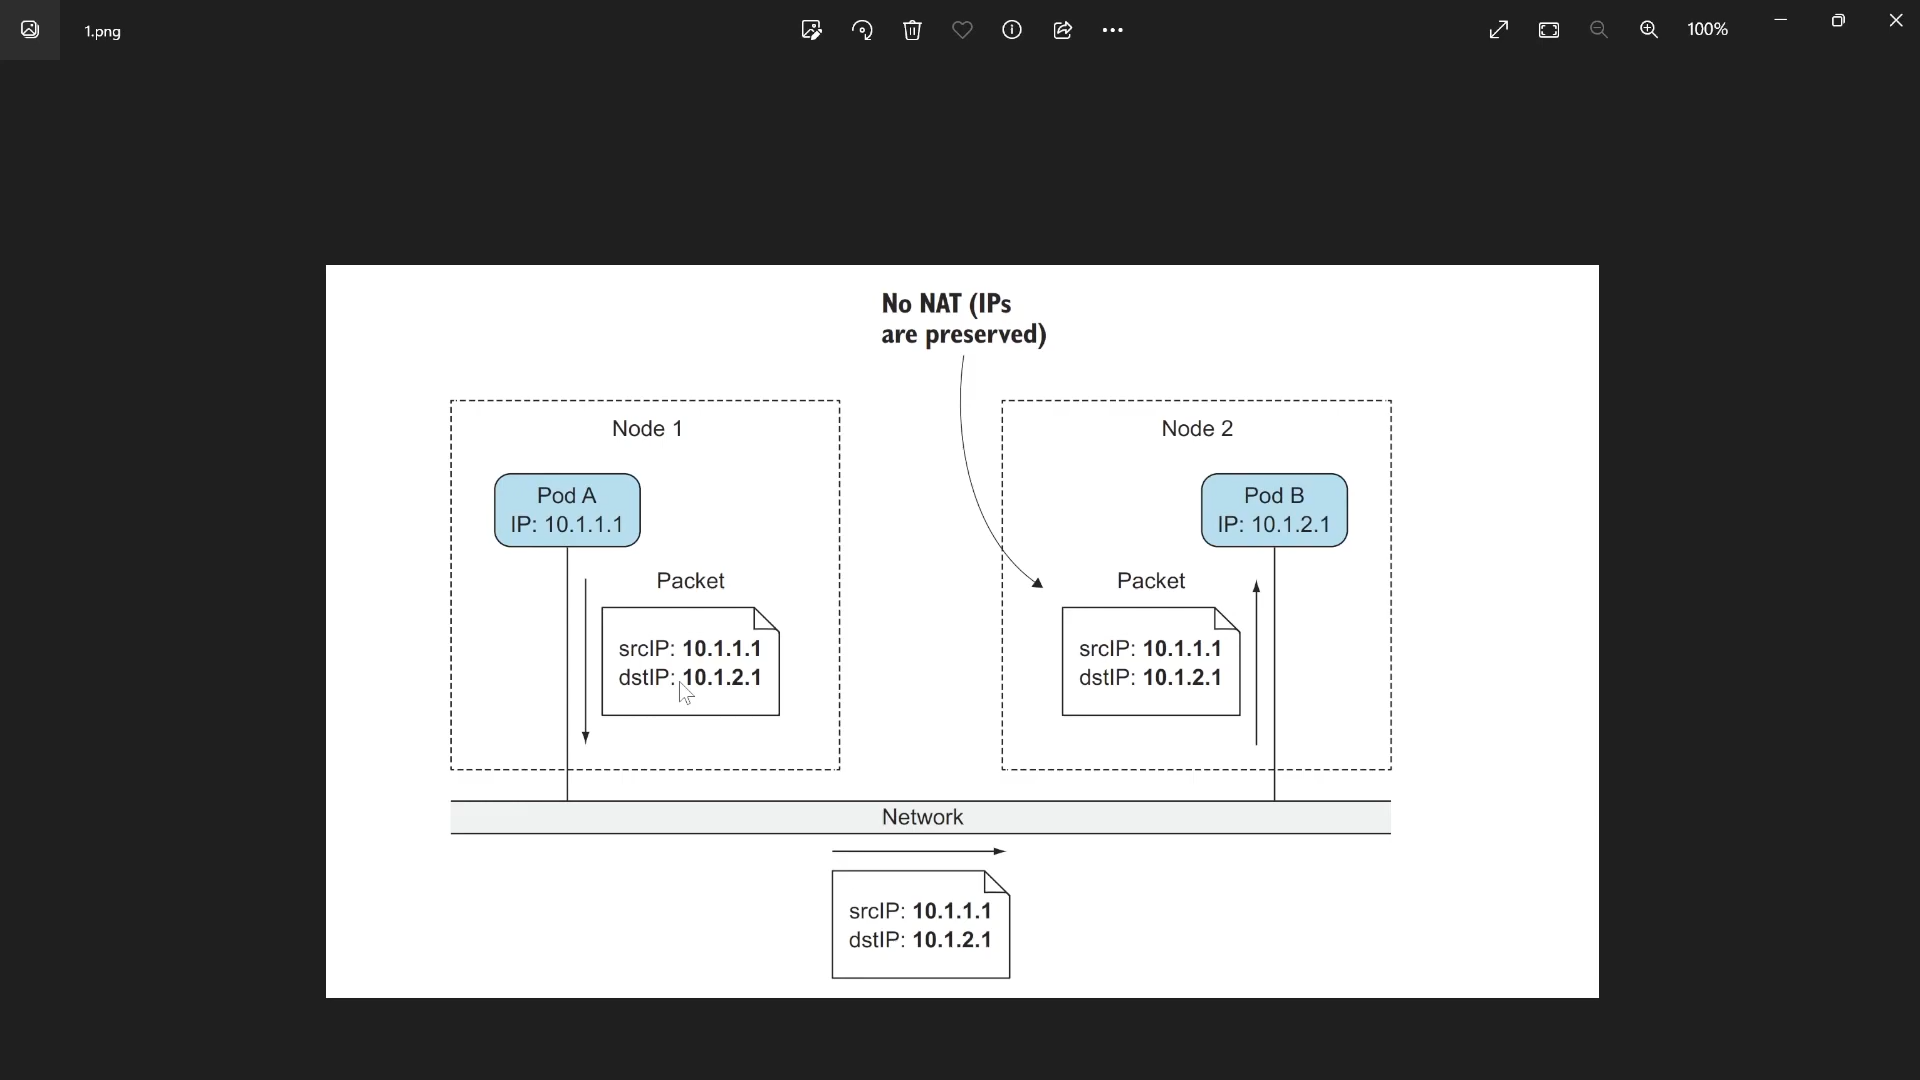 1.png
100%
No NAT (IPs
are preserved)
Node 1
Pod A
IP: 10.1.1.1
Packet
srcIP: 10.1.1.1
dstIP: 10.1.2.1
Node 2
Pod B
IP: 10.1.2.1
Packet
srcIP: 10.1.1.1
dstIP: 10.1.2.1
Network
srcIP: 10.1.1.1
dstIP: 10.1.2.1